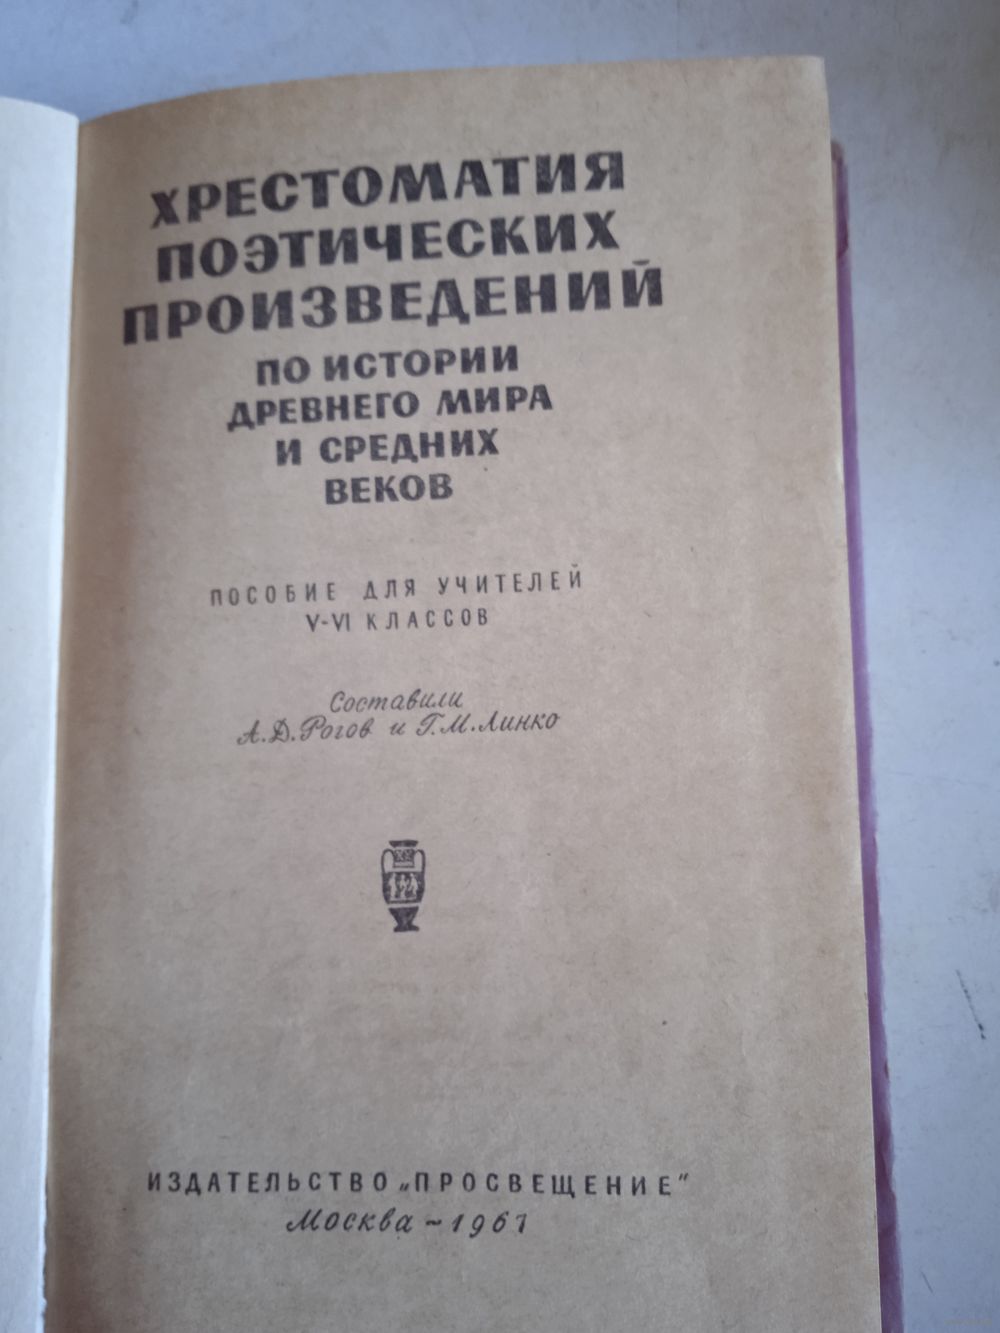 ХРЕСТОМАТИЯ
ПОЭТИЧЕСКИХ
ПРОИЗВЕДЕНИЙ
ПО ИСТОРИИ
ДРЕВНЕГО МИРА
И СРЕДНИХ
ВЕКОВ
ПОСОБИЕ ДЛЯ УЧИТЕЛЕЙ
V-VI КЛАССОВ
Составили
А.Д.Рогов и Г.М.Линко
ИЗДАТЕЛЬСТВО „ПРОСВЕЩЕНИЕ"
Москва - 1967